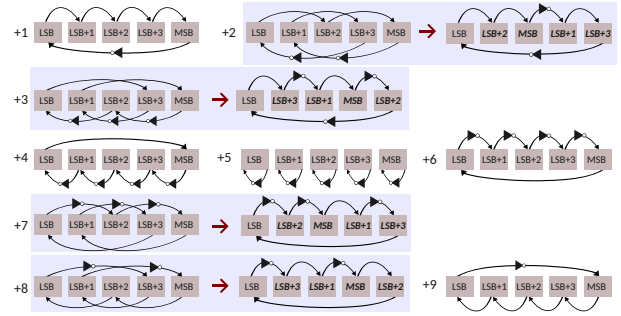 +1 LSB LSB+1 LSB+2 LSB+3 MSB
+2 LSB LSB+1 LSB+2 LSB+3 MSB LSB LSB+2 MSB LSB+1 LSB+3
+3 LSB LSB+1 LSB+2 LSB+3 MSB LSB LSB+3 LSB+1 MSB LSB+2
+4 LSB LSB+1 LSB+2 LSB+3 MSB
+5 LSB LSB+1 LSB+2 LSB+3 MSB
+6 LSB LSB+1 LSB+2 LSB+3 MSB
+7 LSB LSB+1 LSB+2 LSB+3 MSB LSB LSB+2 MSB LSB+1 LSB+3
+8 LSB LSB+1 LSB+2 LSB+3 MSB LSB LSB+3 LSB+1 MSB LSB+2
+9 LSB LSB+1 LSB+2 LSB+3 MSB